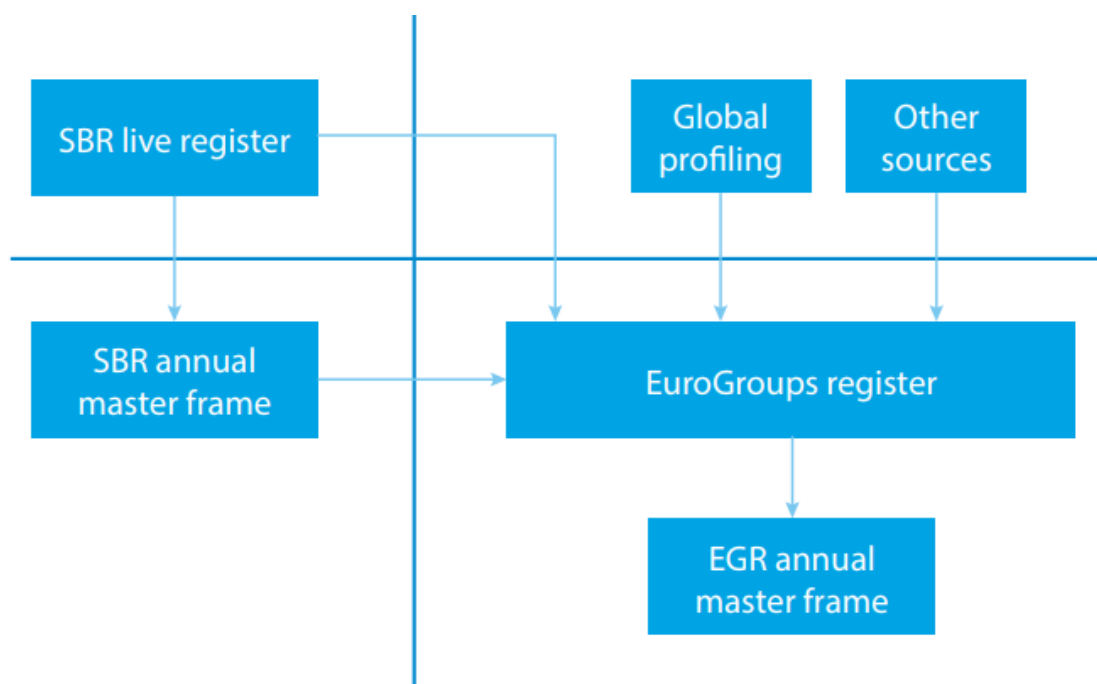 SBR live register
Global
profiling
Other
sources
SBR annual
master frame
EuroGroups register
EGR annual
master frame